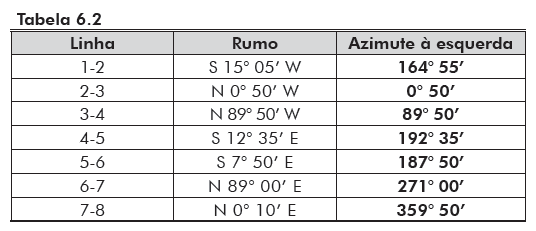 Tabela 6.2
Linha Rumo Azimute à esquerda
1-2 S 15° 05′ W 164° 55′
2-3 N 0° 50′ W 0° 50′
3-4 N 89° 50′ W 89° 50′
4-5 S 12° 35′ E 192° 35′
5-6 S 7° 50′ E 187° 50′
6-7 N 89° 00′ E 271° 00′
7-8 N 0° 10′ E 359° 50′